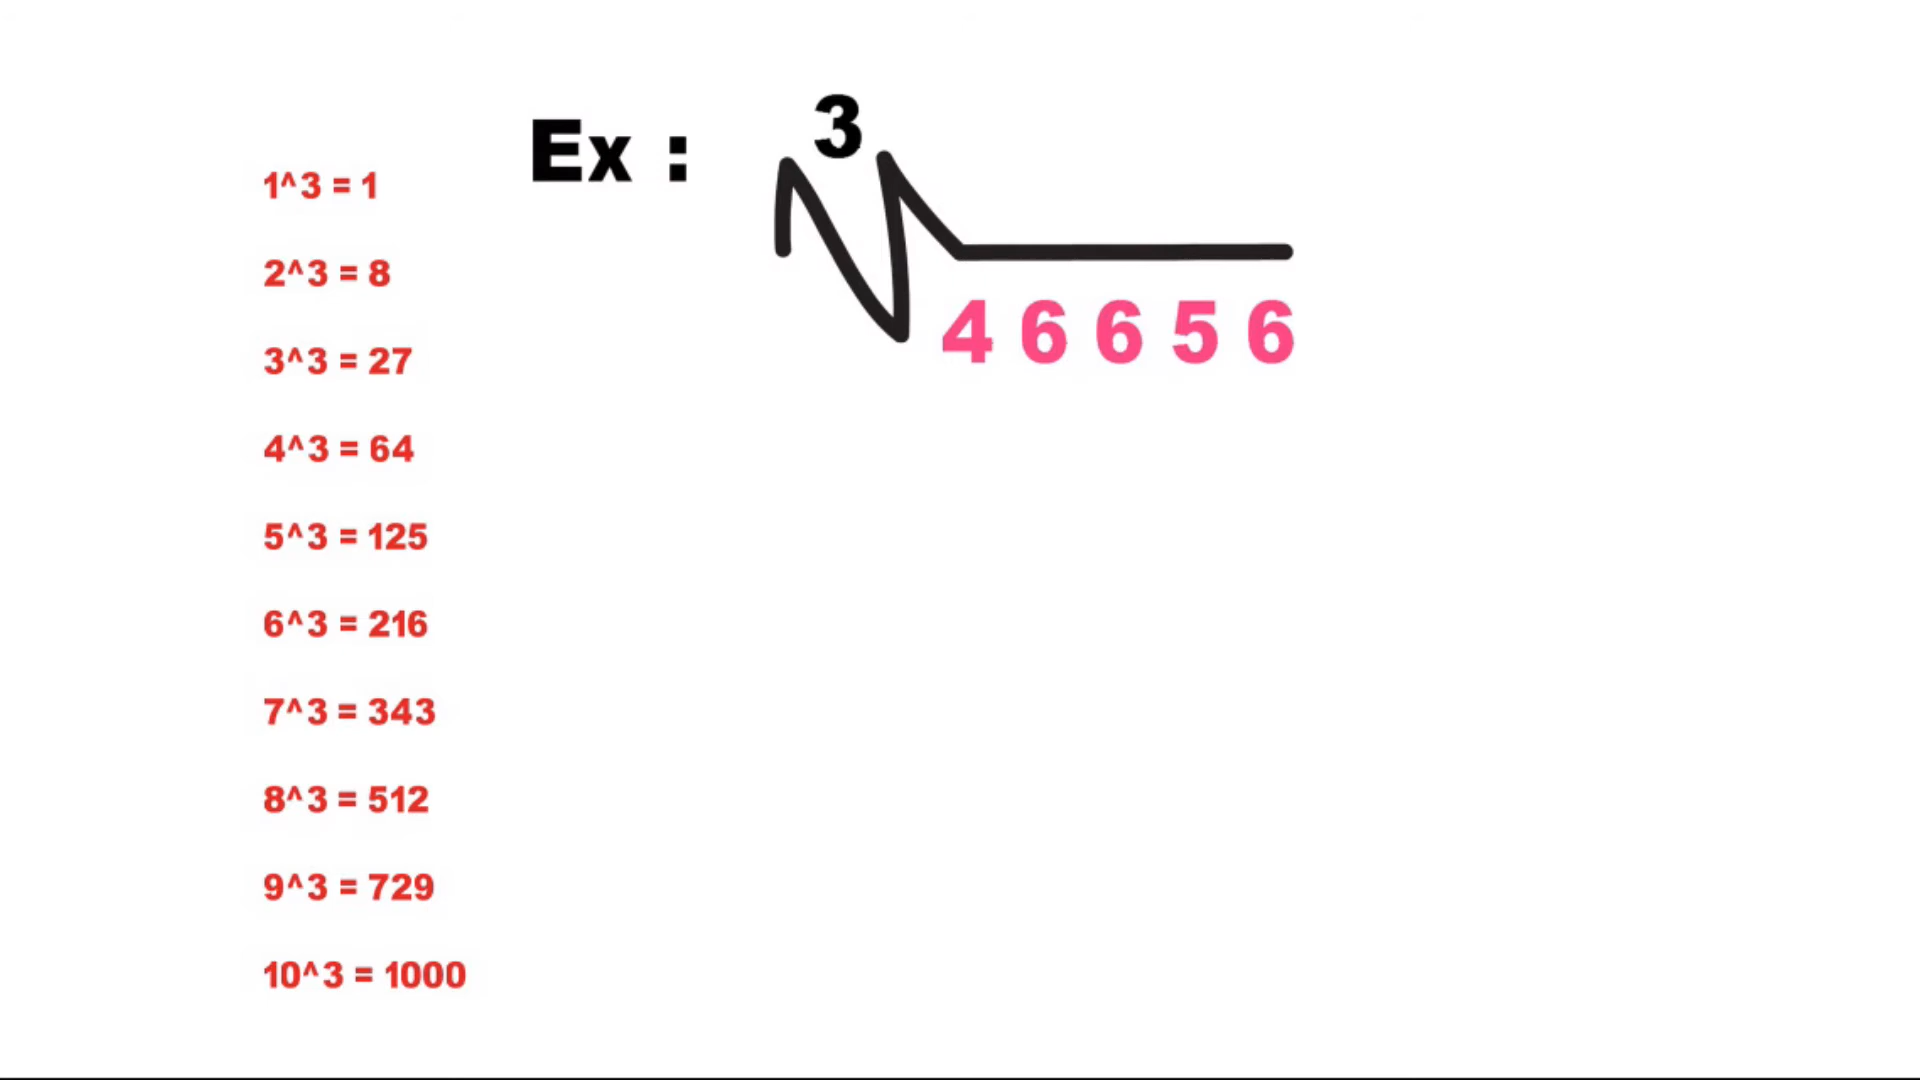 1^3 = 1
2^3 = 8
3^3 = 27
4^3 = 64
5^3 = 125
6^3 = 216
7^3 = 343
8^3 = 512
9^3 = 729
10^3 = 1000
Ex :
3
4 6 6 5 6